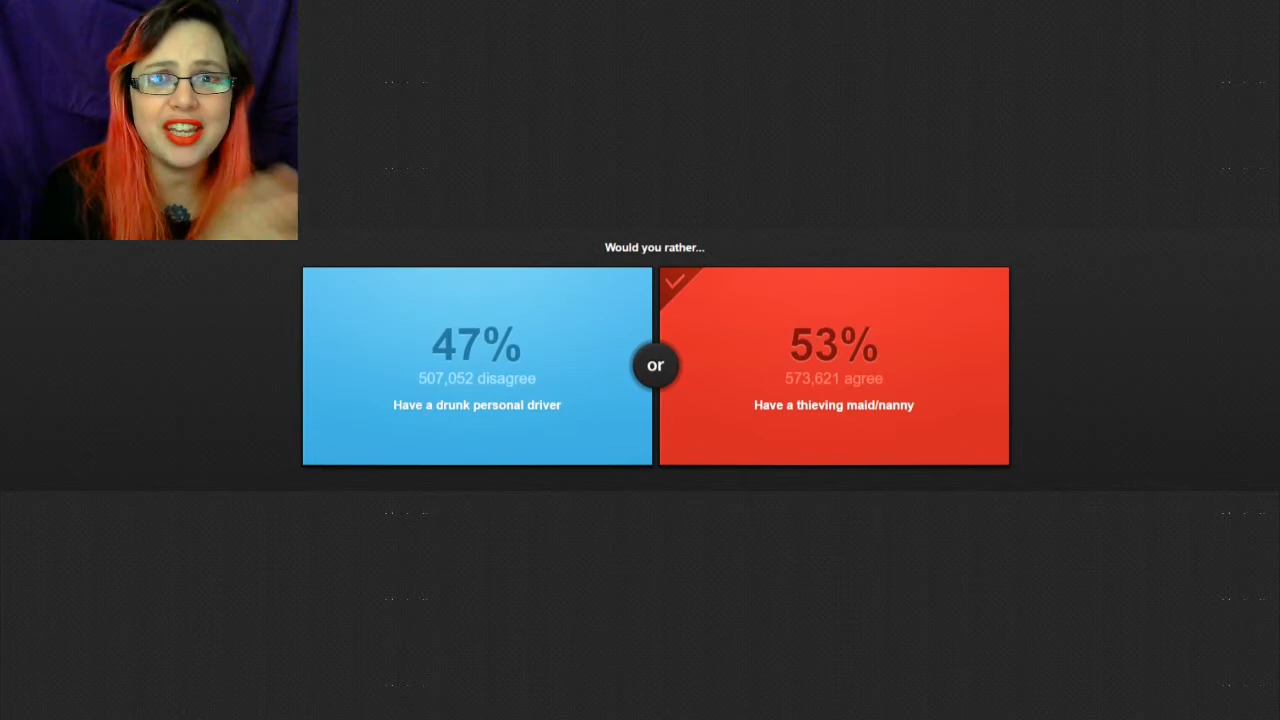 Would you rather...
47%
507,052 disagree
Have a drunk personal driver
or
53%
573,621 agree
Have a thieving maid/nanny